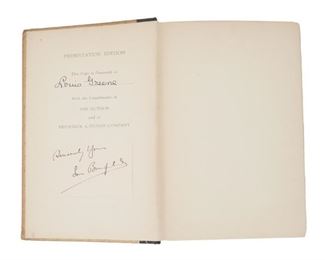 PRESENTATION EDITION
This Copy is Presented to
Louis Greene
With the Compliments of
THE AUTHOR
and of
FREDERICK A. STOKES COMPANY
Sincerely Yours